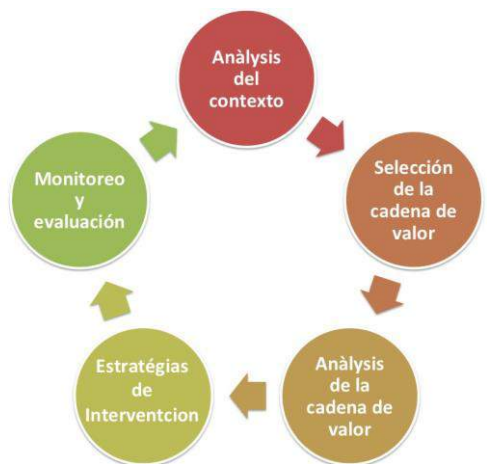 Anàlysis
del
contexto
Selección
de la
cadena de
valor
Anàlysis
de la
cadena de
valor
Estratégias
de
Interventcion
Monitoreo
y
evaluación